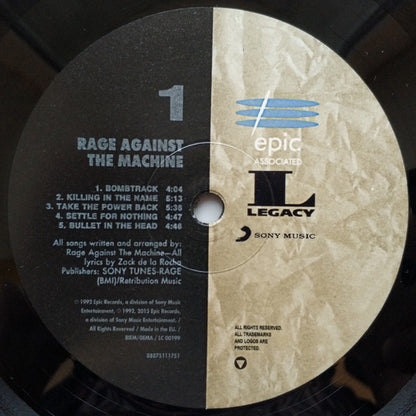 1
RAGE AGAINST
THE MACHINE
1. BOMBTRACK 4:04
2. KILLING IN THE NAME 5:13
3. TAKE THE POWER BACK 5:36
4. SETTLE FOR NOTHING 4:47
5. BULLET IN THE HEAD 4:46
All songs written and arranged by:
Rage Against The Machine—All
lyrics by Zack de la Rocha
Publishers: SONY TUNES-RAGE
(BMI)/Retribution Music
℗ 1992 Epic Records, a division of Sony Music
Entertainment, © 1992, 2015 Epic Records,
a division of Sony Music Entertainment. /
All Rights Reserved / Made in the EU. /
BIEM/GEMA / LC 00199
88875111751
epic
ASSOCIATED
L
LEGACY
SONY MUSIC
ALL RIGHTS RESERVED.
ALL TRADEMARKS
AND LOGOS ARE
PROTECTED.